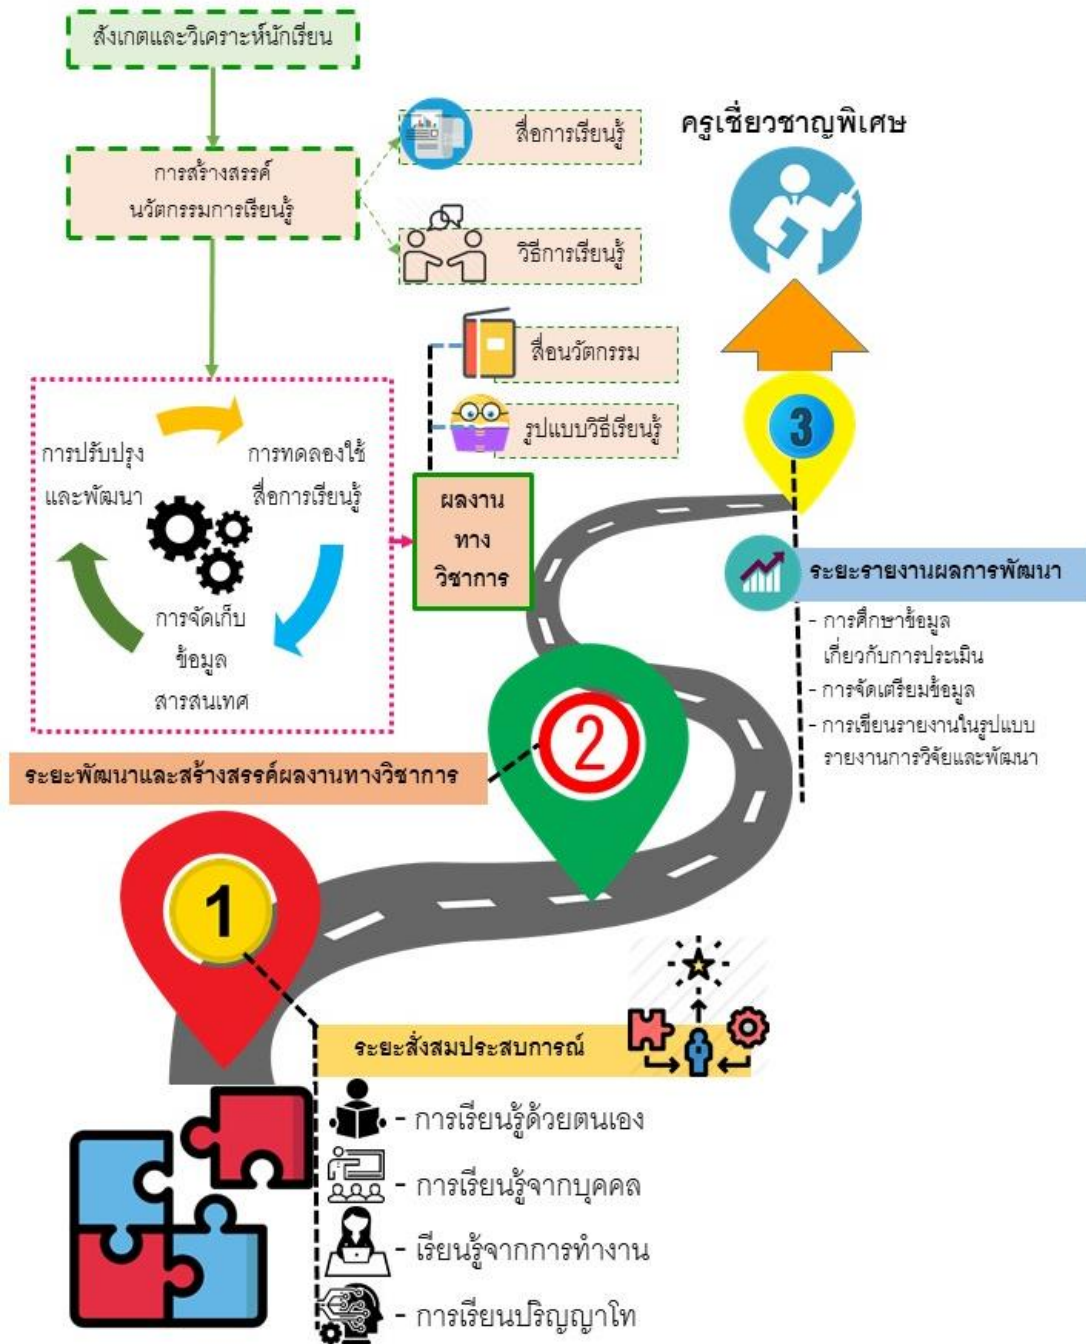 สังเกตและวิเคราะห์นักเรียน
การสร้างสรรค์
นวัตกรรมการเรียนรู้
สื่อการเรียนรู้
วิธีการเรียนรู้
ครูเชี่ยวชาญพิเศษ
สื่อนวัตกรรม
รูปแบบวิธีเรียนรู้
การปรับปรุง
และพัฒนา
การทดลองใช้
สื่อการเรียนรู้
การจัดเก็บ
ข้อมูล
สารสนเทศ
ผลงาน
ทาง
วิชาการ
3
ระยะรายงานผลการพัฒนา
- การศึกษาข้อมูล
เกี่ยวกับการประเมิน
- การจัดเตรียมข้อมูล
- การเขียนรายงานในรูปแบบ
รายงานการวิจัยและพัฒนา
2
ระยะพัฒนาและสร้างสรรค์ผลงานทางวิชาการ
1
ระยะสั่งสมประสบการณ์
- การเรียนรู้ด้วยตนเอง
- การเรียนรู้จากบุคคล
- เรียนรู้จากการทำงาน
- การเรียนปริญญาโท